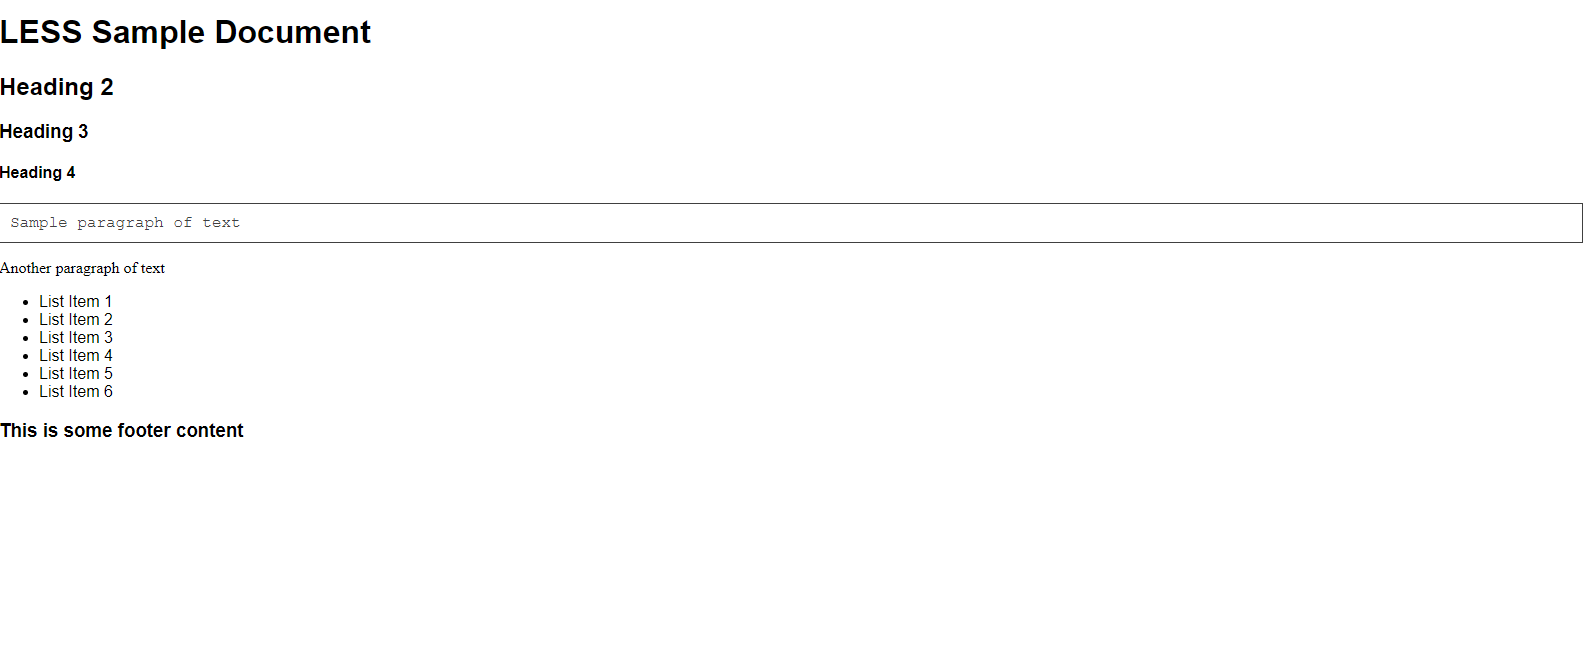 LESS Sample Document
Heading 2
Heading 3
Heading 4
Sample paragraph of text
Another paragraph of text
List Item 1
List Item 2
List Item 3
List Item 4
List Item 5
List Item 6
This is some footer content